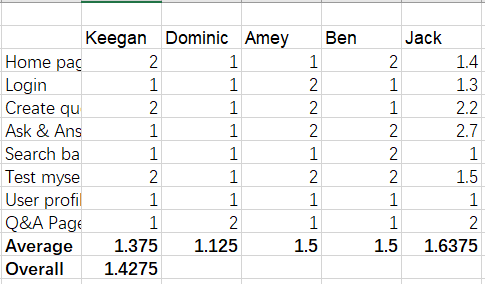 Keegan Dominic Amey Ben Jack
Home pag 2 1 1 2 1.4
Login 1 1 2 1 1.3
Create qu 2 1 2 1 2.2
Ask & Ans 1 1 2 2 2.7
Search ba 1 1 1 2 1
Test myse 2 1 2 2 1.5
User profil 1 1 1 1 1
Q&A Page 1 2 1 1 2
Average 1.375 1.125 1.5 1.5 1.6375
Overall 1.4275